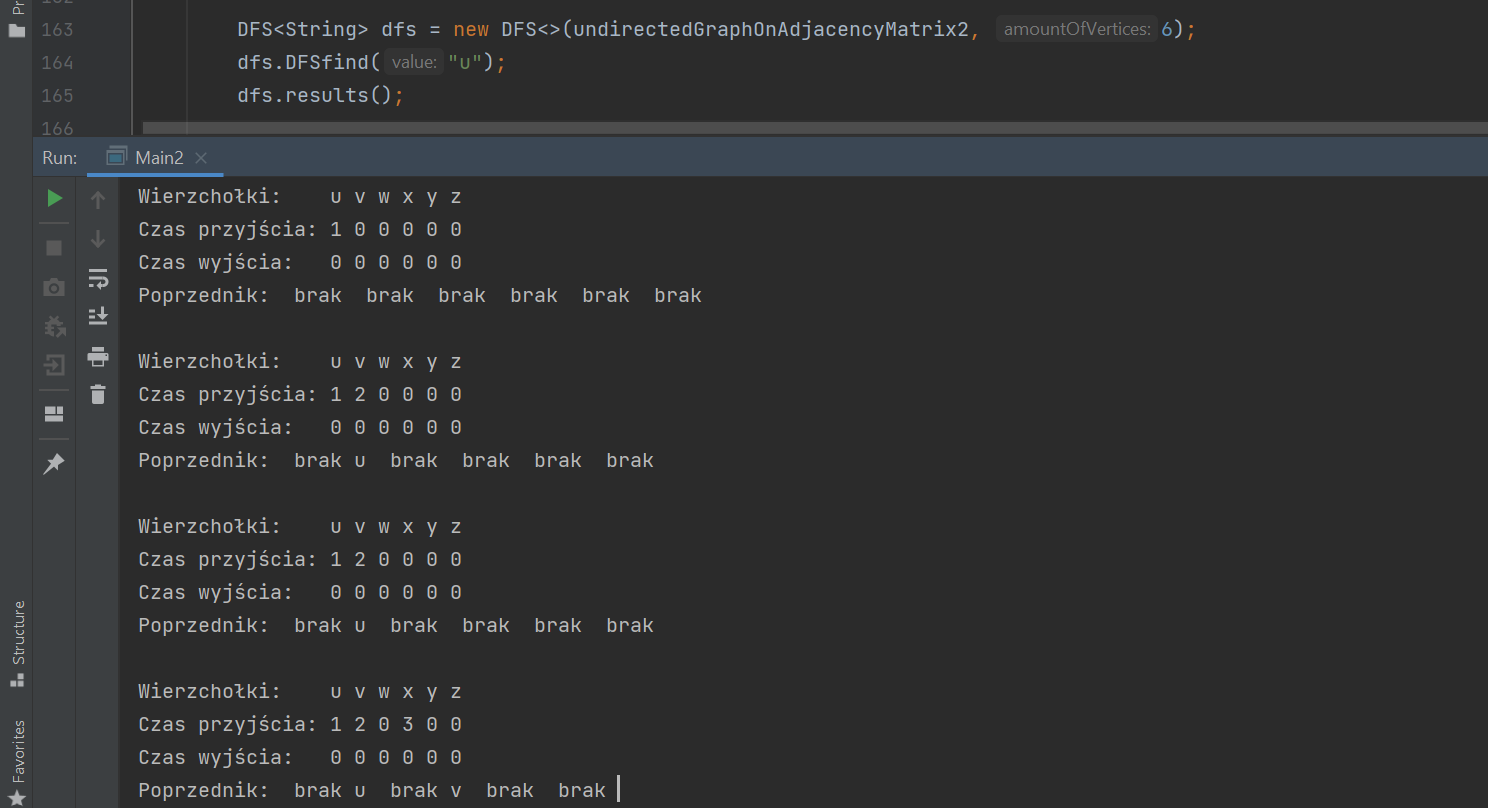 163 DFS<String> dfs = new DFS<>(undirectedGraphOnAdjacencyMatrix2, amountOfVertices: 6);
164 dfs.DFSfind( value: "u");
165 dfs.results();
166
Run: Main2
Wierzchołki:    u v w x y z
Czas przyjścia: 1 0 0 0 0 0
Czas wyjścia:   0 0 0 0 0 0
Poprzednik:  brak  brak  brak  brak  brak  brak
Wierzchołki:    u v w x y z
Czas przyjścia: 1 2 0 0 0 0
Czas wyjścia:   0 0 0 0 0 0
Poprzednik:  brak u  brak  brak  brak  brak
Wierzchołki:    u v w x y z
Czas przyjścia: 1 2 0 0 0 0
Czas wyjścia:   0 0 0 0 0 0
Poprzednik:  brak u  brak  brak  brak  brak
Wierzchołki:    u v w x y z
Czas przyjścia: 1 2 0 3 0 0
Czas wyjścia:   0 0 0 0 0 0
Poprzednik:  brak u  brak v  brak  brak
Structure
Favorites